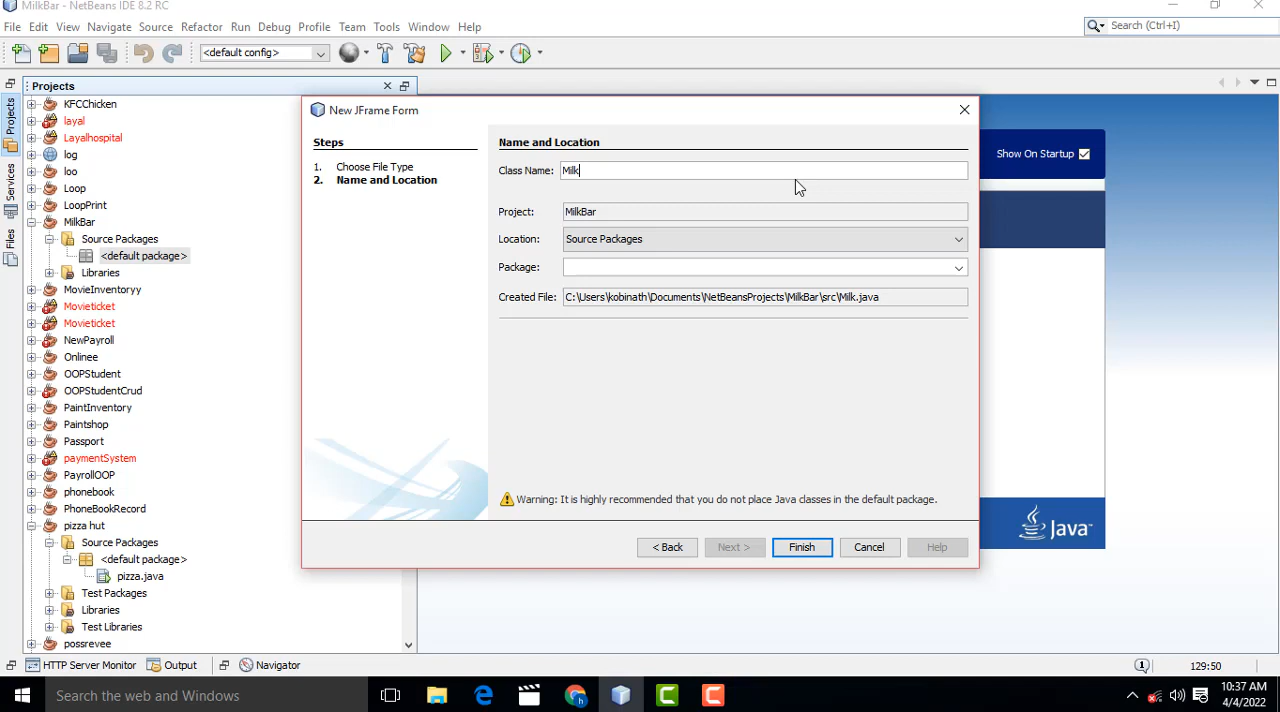 MilkBar - NetBeans IDE 8.2 RC
File Edit View Navigate Source Refactor Run Debug Profile Team Tools Window Help
Search (Ctrl+I)
<default config>
Projects
Projects
Services
Files
KFCChicken
layal
Layalhospital
log
loo
Loop
LoopPrint
MilkBar
Source Packages
<default package>
Libraries
MovieInventoryy
Movieticket
Movieticket
NewPayroll
Onlinee
OOPStudent
OOPStudentCrud
PaintInventory
Paintshop
Passport
paymentSystem
PayrollOOP
phonebook
PhoneBookRecord
pizza hut
Source Packages
<default package>
pizza.java
Test Packages
Libraries
Test Libraries
possrevee
New JFrame Form
Steps
1. Choose File Type
2. Name and Location
Name and Location
Class Name: Milk
Project: MilkBar
Location: Source Packages
Package:
Created File: C:\Users\kobinath\Documents\NetBeansProjects\MilkBar\src\Milk.java
Warning: It is highly recommended that you do not place Java classes in the default package.
< Back Next > Finish Cancel Help
Show On Startup
Java™
HTTP Server Monitor Output Navigator
1 129:50
Search the web and Windows
10:37 AM
4/4/2022